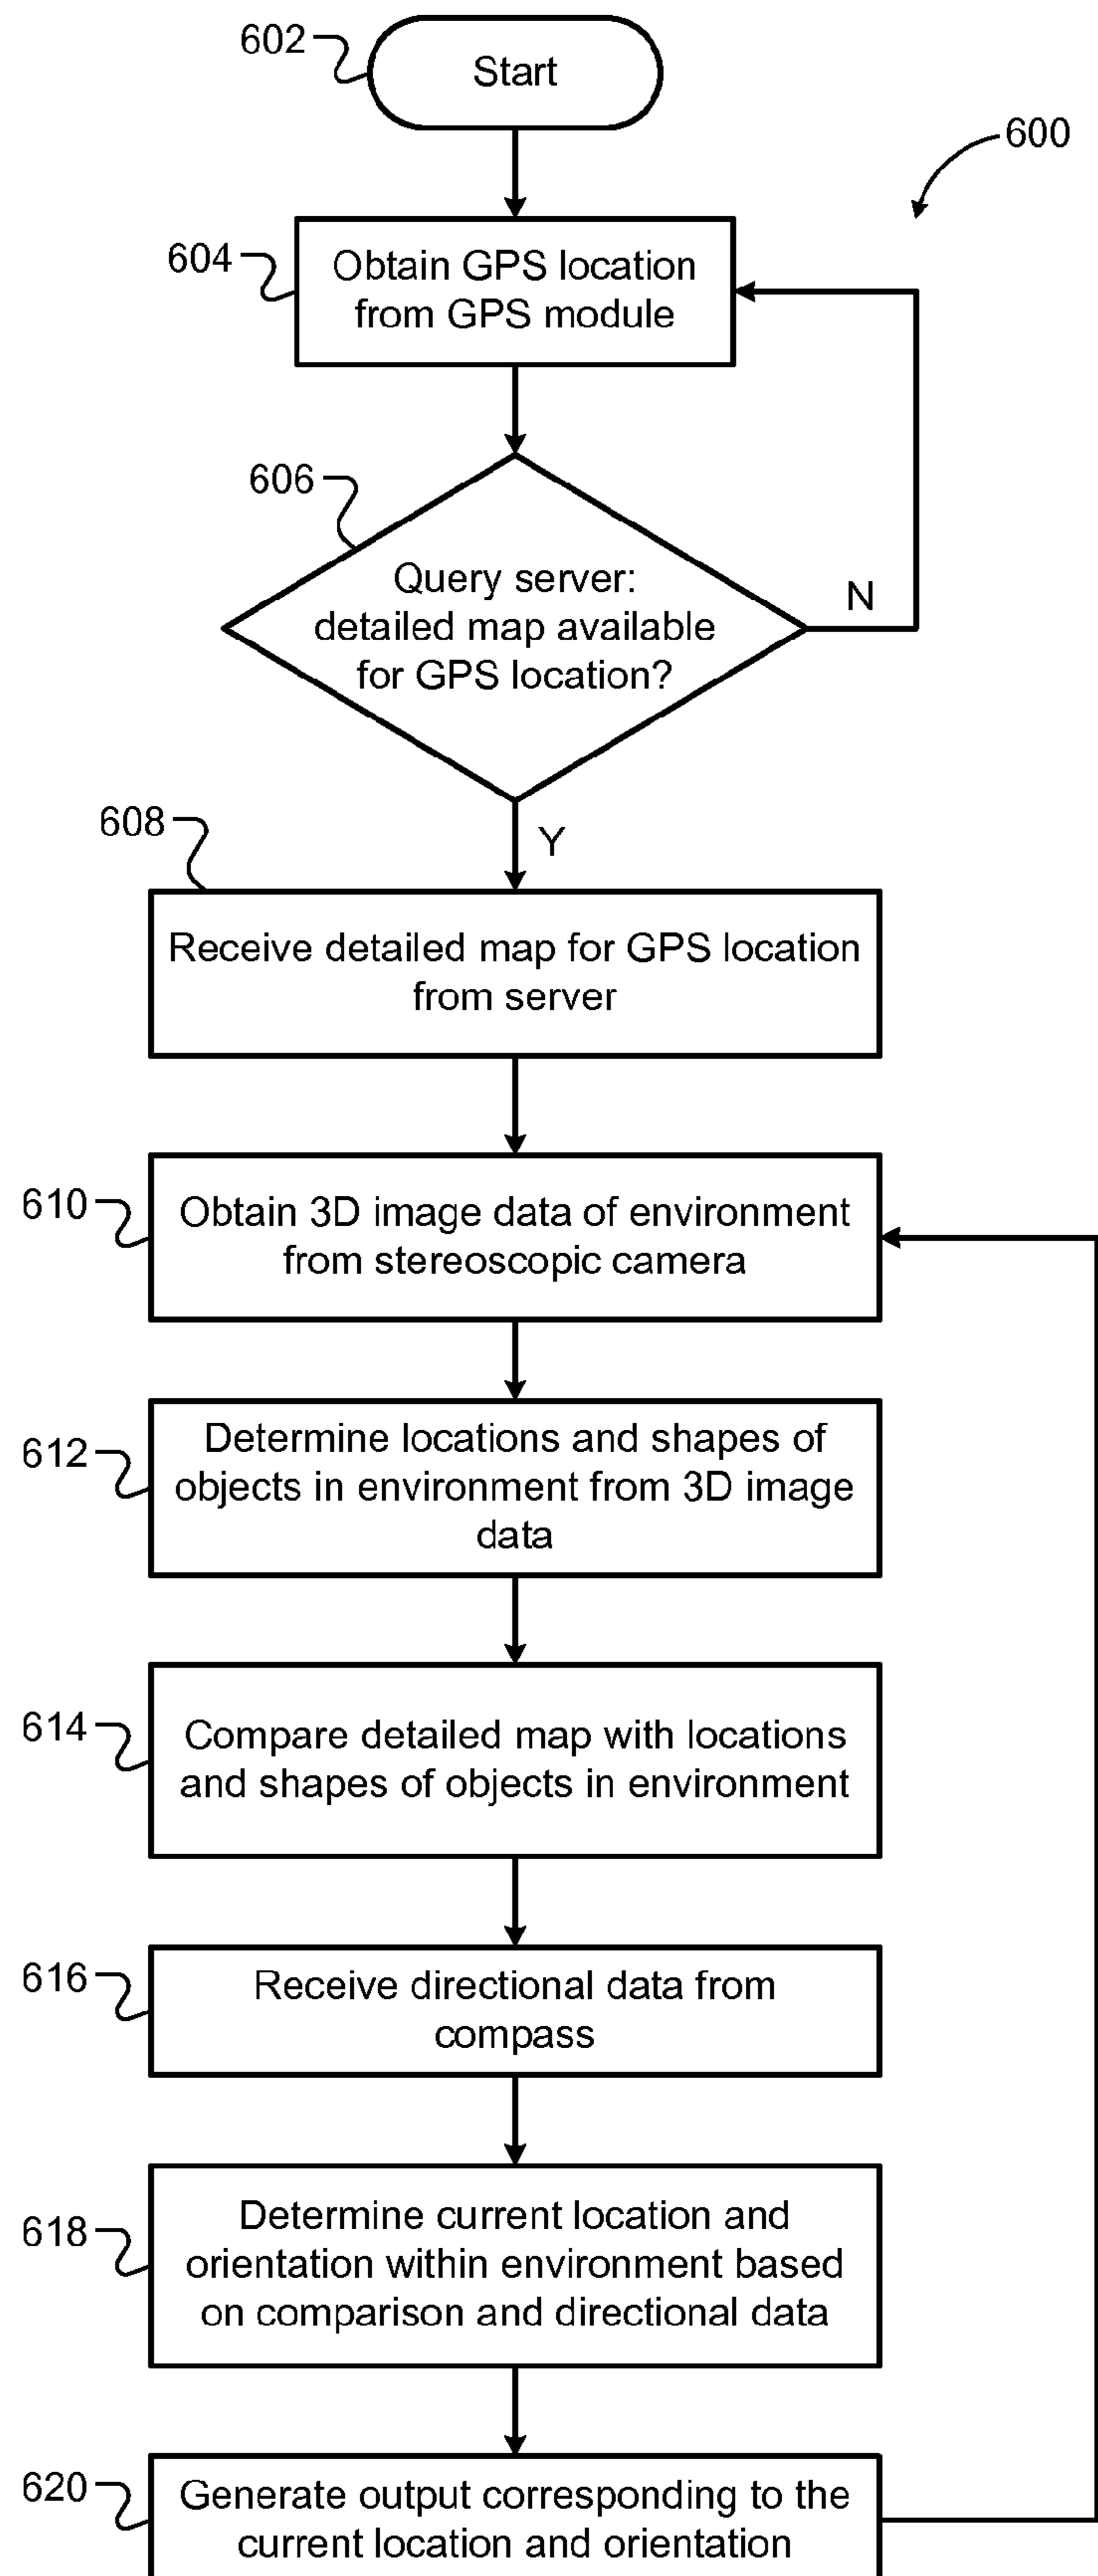 602
Start
600
604
Obtain GPS location
from GPS module
606
Query server:
detailed map available
for GPS location?
N
Y
608
Receive detailed map for GPS location
from server
610
Obtain 3D image data of environment
from stereoscopic camera
612
Determine locations and shapes of
objects in environment from 3D image
data
614
Compare detailed map with locations
and shapes of objects in environment
616
Receive directional data from
compass
618
Determine current location and
orientation within environment based
on comparison and directional data
620
Generate output corresponding to the
current location and orientation